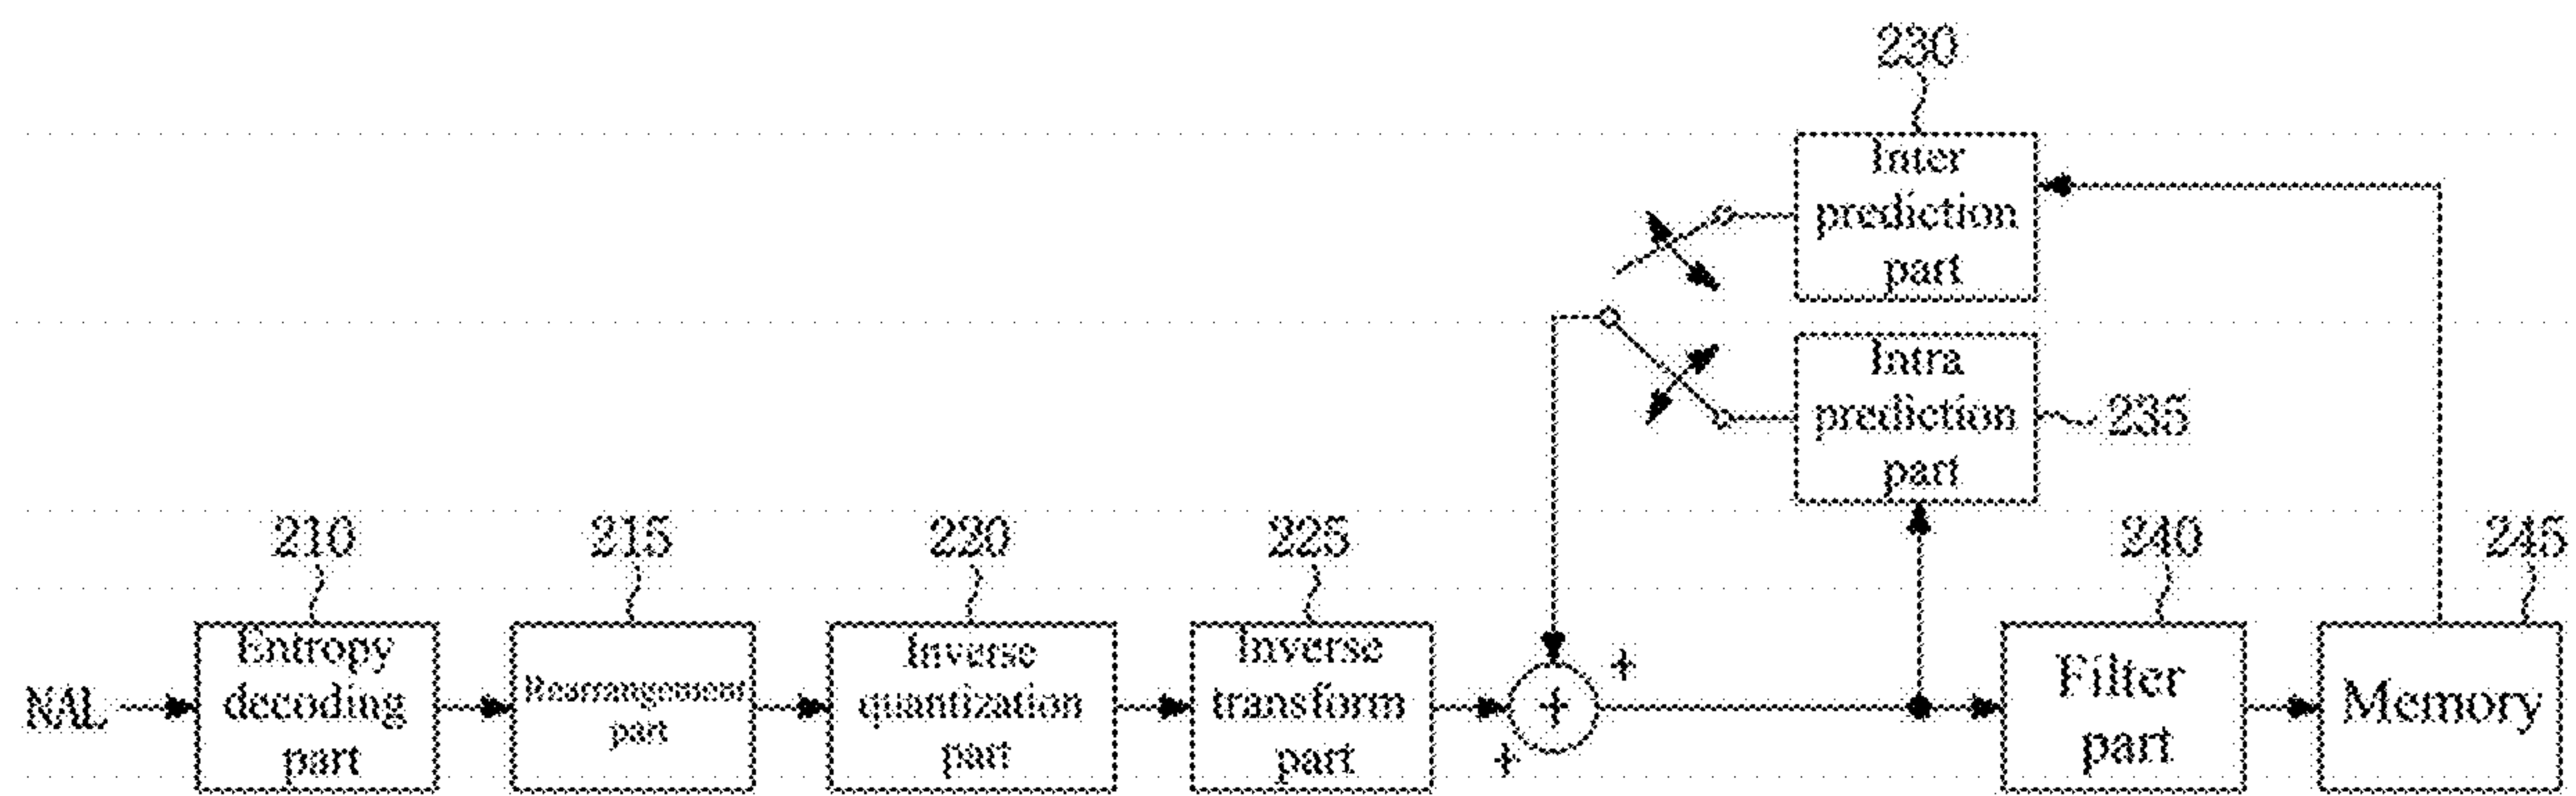 230
Inter
prediction
part
Intra
prediction
part
235
210
215
220
225
240
245
NAL
Entropy
decoding
part
Rearrangement
part
Inverse
quantization
part
Inverse
transform
part
+
+
+
Filter
part
Memory